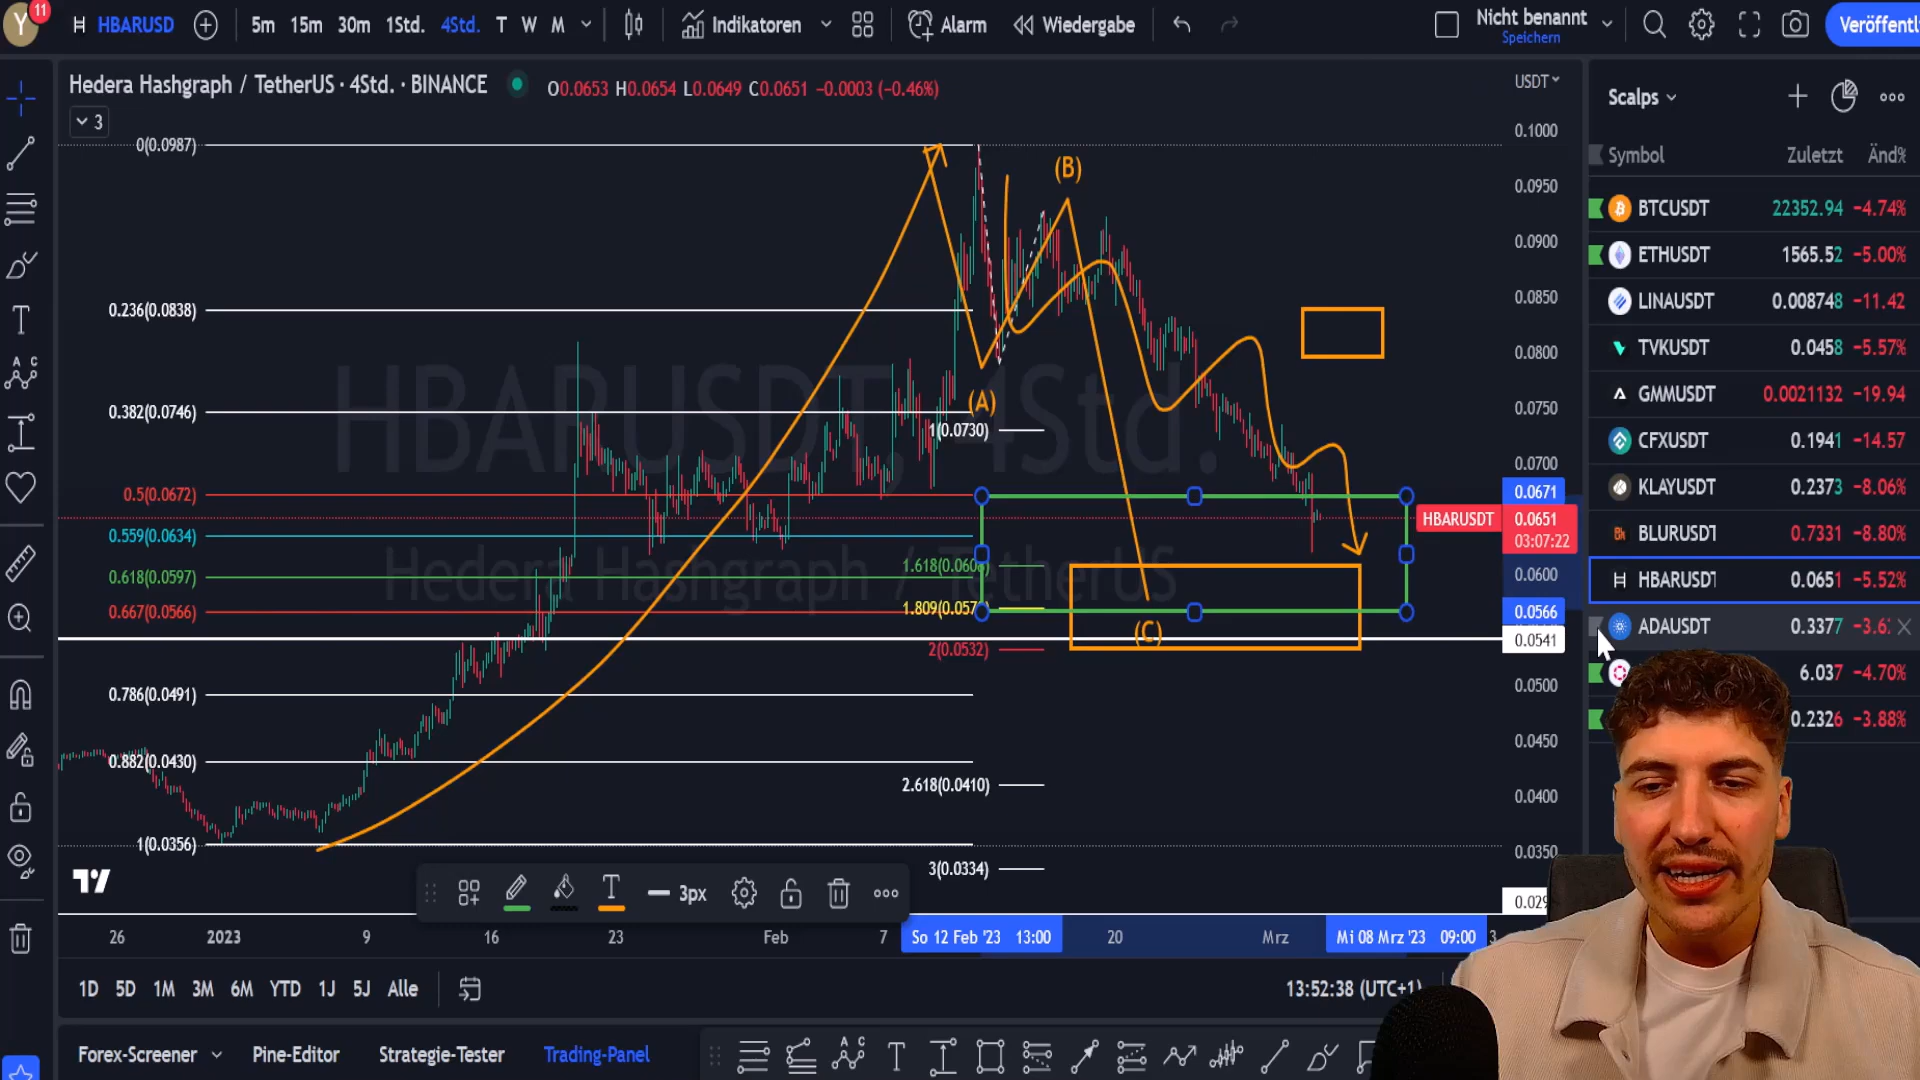 Y 11 H HBARUSD 5m 15m 30m 1Std. 4Std. T W M Indikatoren Alarm Wiedergabe Nicht benannt Speichern
Veröffentl
Hedera Hashgraph / TetherUS · 4Std. · BINANCE O0.0653 H0.0654 L0.0649 C0.0651 −0.0003 (−0.46%)
3
USDT
Scalps
Symbol Zuletzt Änd%
BTCUSDT 22352.94 −4.74%
ETHUSDT 1565.52 −5.00%
LINAUSDT 0.008748 −11.42
TVKUSDT 0.0458 −5.57%
GMMUSDT 0.0021132 −19.94
CFXUSDT 0.1941 −14.57
KLAYUSDT 0.2373 −8.06%
BLURUSDT 0.7331 −8.80%
HBARUSDT 0.0651 −5.52%
ADAUSDT 0.3377
6.037 −4.70%
0.2326 −3.88%
0(0.0987)
0.236(0.0838)
0.382(0.0746)
0.5(0.0672)
0.559(0.0634)
0.618(0.0597)
0.667(0.0566)
0.786(0.0491)
0.882(0.0430)
1(0.0356)
(A)
(B)
(C)
1(0.0730)
2(0.0532)
2.618(0.0410)
3(0.0334)
HBARUSDT, 4Std.
Hedera Hashgraph / TetherUS
0.1000
0.0950
0.0900
0.0850
0.0800
0.0750
0.0700
0.0671
HBARUSDT 0.0651
03:07:22
0.0600
0.0566
0.0541
0.0500
0.0450
0.0400
0.0350
3px
26 2023 9 16 23 Feb 7 So 12 Feb '23 13:00 20 Mrz Mi 08 Mrz '23 09:00
1D 5D 1M 3M 6M YTD 1J 5J Alle 13:52:38 (UTC+1)
Forex-Screener Pine-Editor Strategie-Tester Trading-Panel